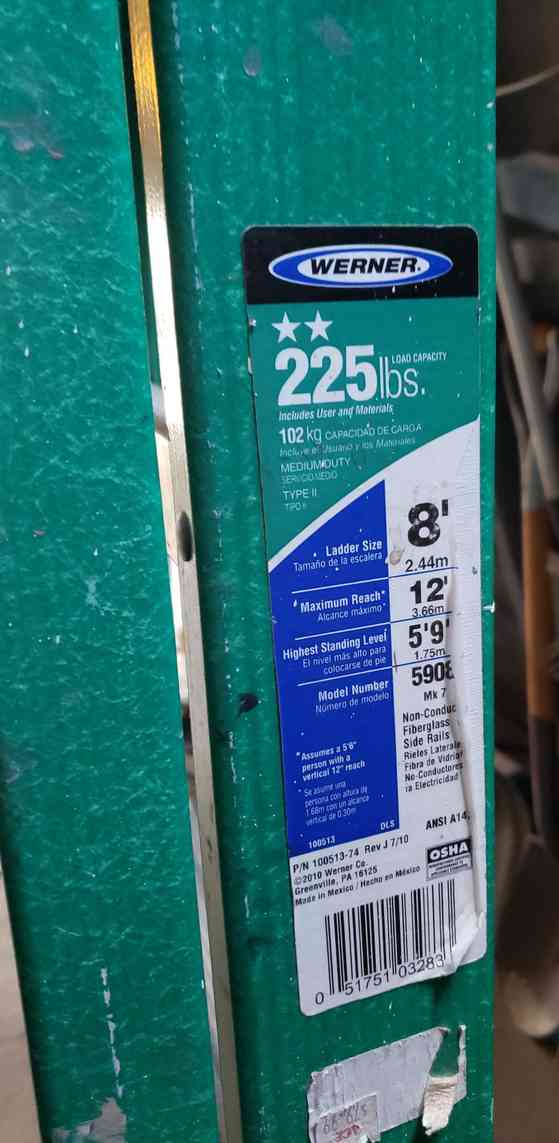 WERNER.
225 lbs. LOAD CAPACITY
Includes User and Materials
102 kg CAPACIDAD DE CARGA
Incluye el Usuario y los Materiales
MEDIUM DUTY
SERVICIO MEDIO
TYPE II
TIPO II
Ladder Size 8'
Tamaño de la escalera 2.44m
Maximum Reach* 12'
Alcance máximo* 3.66m
Highest Standing Level 5'9"
El nivel más alto para 1.75m
colocarse de pie
Model Number 5908
Número de modelo Mk 7
Non-Conduc
Fiberglass
Side Rails
Rieles Laterale
Fibra de Vidrio
No-Conductores
la Electricidad
*Assumes a 5'6"
person with a
vertical 12" reach
* Se asume una
persona con altura de
1.68m con un alcance
vertical de 0.30m
100513 DLS ANSI A14.
P/N 100513-74 Rev J 7/10
©2010 Werner Co.
Greenville, PA 16125
Made in Mexico / Hecho en México
OSHA
0 51751 03283